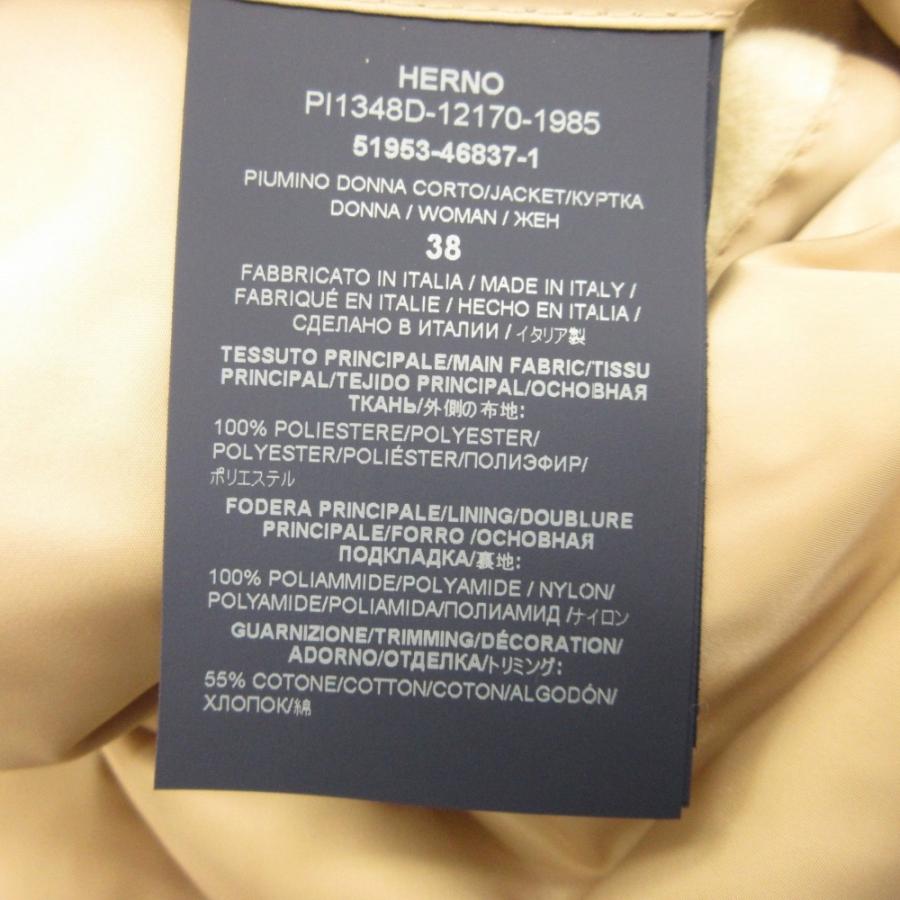 HERNO
PI1348D-12170-1985
51953-46837-1
PIUMINO DONNA CORTO/JACKET/КУРТКА
DONNA / WOMAN / ЖЕН
38
FABBRICATO IN ITALIA / MADE IN ITALY /
FABRIQUÉ EN ITALIE / HECHO EN ITALIA /
СДЕЛАНО В ИТАЛИИ / イタリア製
TESSUTO PRINCIPALE/MAIN FABRIC/TISSU
PRINCIPAL/TEJIDO PRINCIPAL/ОСНОВНАЯ
ТКАНЬ/外側の布地:
100% POLIESTERE/POLYESTER/
POLYESTER/POLIÉSTER/ПОЛИЭФИР/
ポリエステル
FODERA PRINCIPALE/LINING/DOUBLURE
PRINCIPALE/FORRO /ОСНОВНАЯ
ПОДКЛАДКА/裏地:
100% POLIAMMIDE/POLYAMIDE / NYLON/
POLYAMIDE/POLIAMIDA/ПОЛИАМИД /ナイロン
GUARNIZIONE/TRIMMING/DÉCORATION/
ADORNO/ОТДЕЛКА/トリミング:
55% COTONE/COTTON/COTON/ALGODÓN/
ХЛОПОК/綿